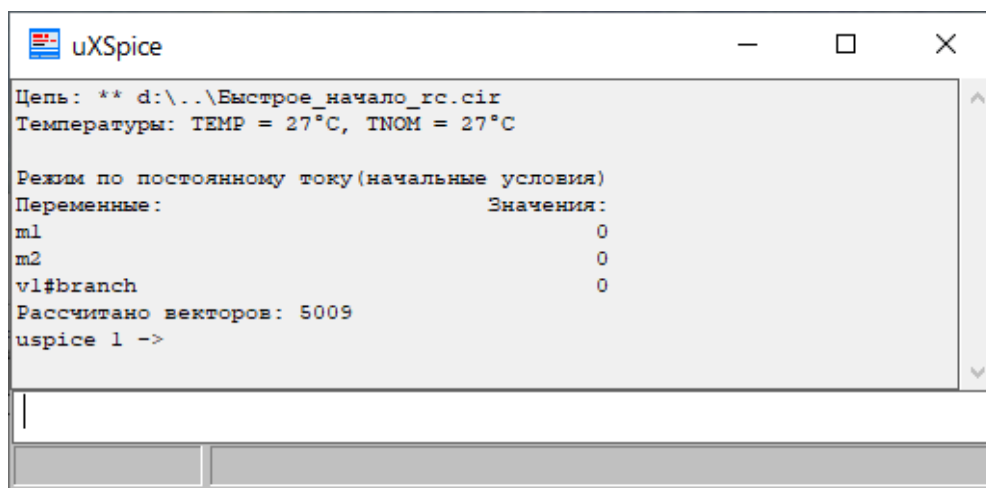 uXSpice
Цепь: ** d:\..\Быстрое_начало_rc.cir
Температуры: TEMP = 27°C, TNOM = 27°C
Режим по постоянному току(начальные условия)
Переменные: Значения:
m1 0
m2 0
v1#branch 0
Рассчитано векторов: 5009
uspice 1 ->